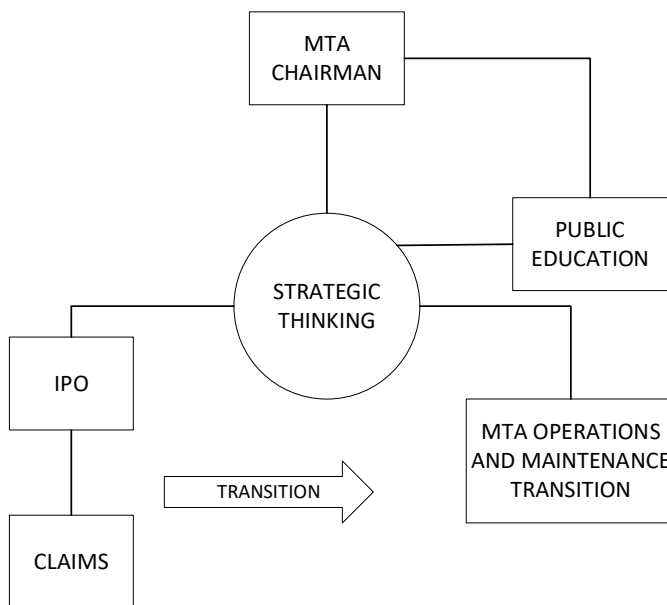 MTA
CHAIRMAN
PUBLIC
EDUCATION
STRATEGIC
THINKING
IPO
MTA OPERATIONS
AND MAINTENANCE
TRANSITION
TRANSITION
CLAIMS